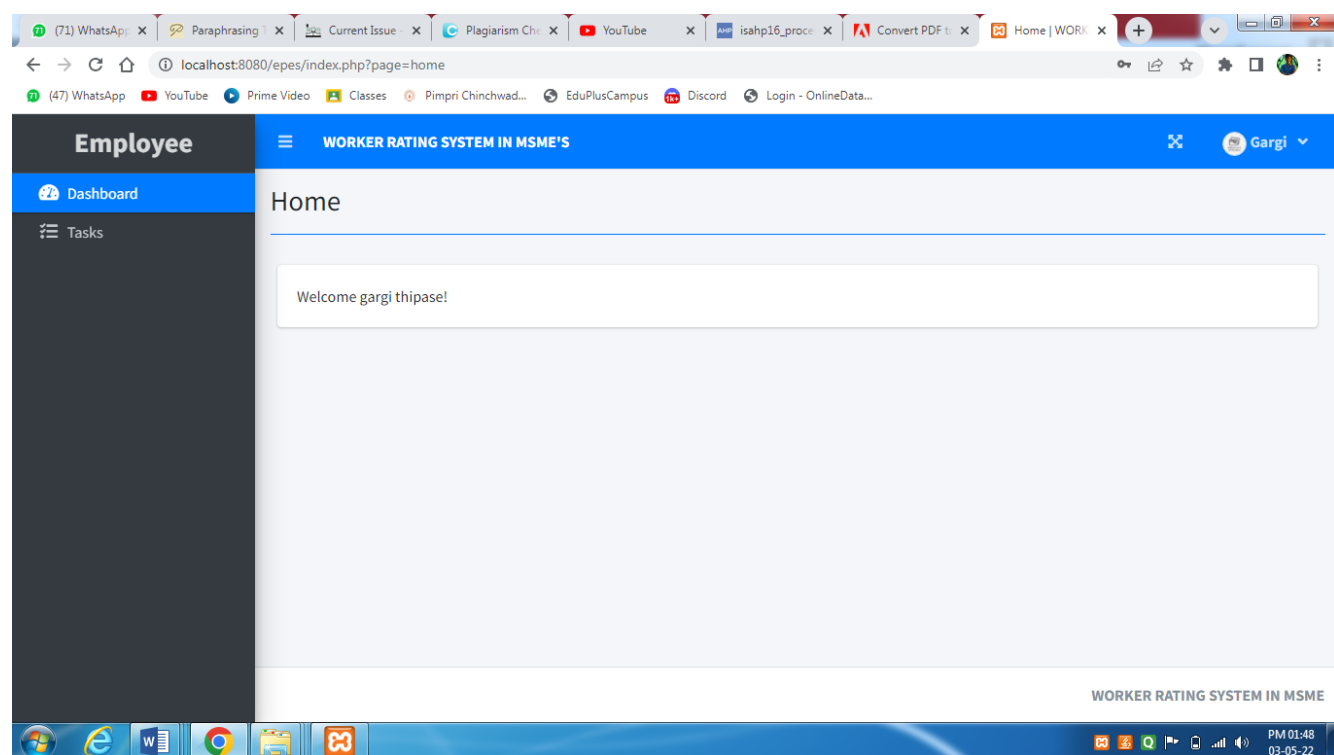 (71) WhatsAp
Paraphrasing T
Current Issue -
Plagiarism Che
YouTube
isahp16_proce
Convert PDF to
Home | WORK
localhost:8080/epes/index.php?page=home
(47) WhatsApp
YouTube
Prime Video
Classes
Pimpri Chinchwad...
EduPlusCampus
Discord
Login - OnlineData...
Employee
WORKER RATING SYSTEM IN MSME'S
Gargi
Dashboard
Tasks
Home
Welcome gargi thipase!
WORKER RATING SYSTEM IN MSME
PM 01:48
03-05-22